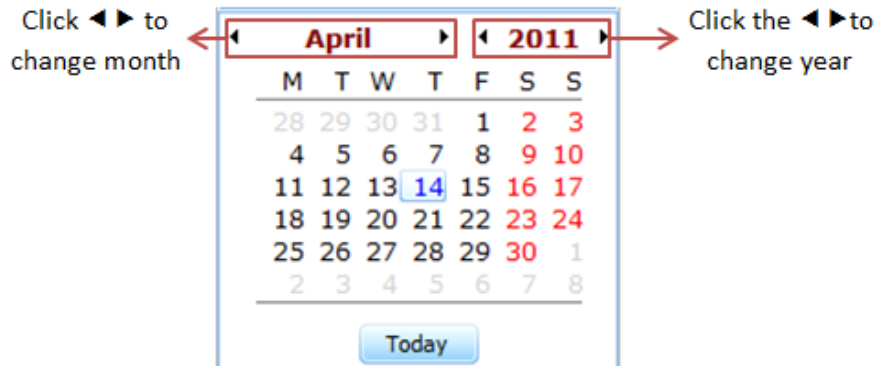 Click ◀ ▶ to
change month
◀ April ▶ ◀ 2011 ▶
Click the ◀ ▶to
change year
M T W T F S S
28 29 30 31 1 2 3
4 5 6 7 8 9 10
11 12 13 14 15 16 17
18 19 20 21 22 23 24
25 26 27 28 29 30 1
2 3 4 5 6 7 8
Today